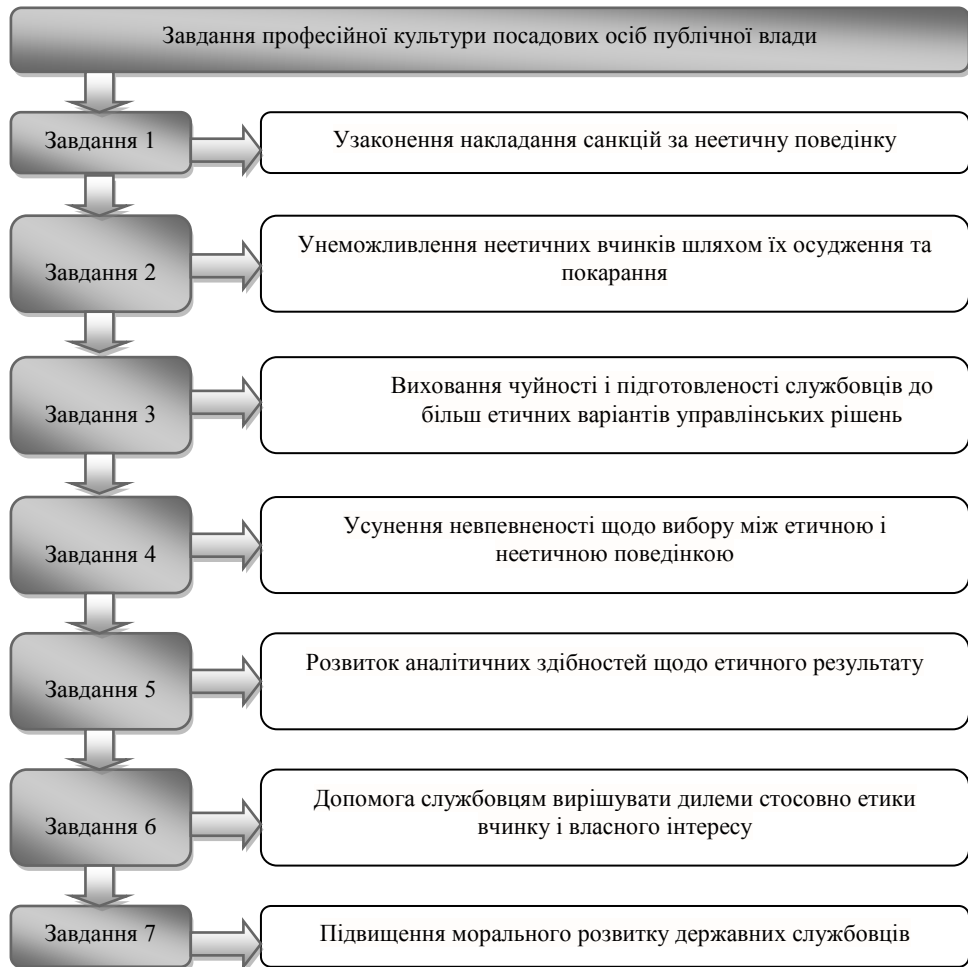 Завдання професійної культури посадових осіб публічної влади
Завдання 1
Узаконення накладання санкцій за неетичну поведінку
Завдання 2
Унеможливлення неетичних вчинків шляхом їх осудження та
покарання
Завдання 3
Виховання чуйності і підготовленості службовців до
більш етичних варіантів управлінських рішень
Завдання 4
Усунення невпевненості щодо вибору між етичною і
неетичною поведінкою
Завдання 5
Розвиток аналітичних здібностей щодо етичного результату
Завдання 6
Допомога службовцям вирішувати дилеми стосовно етики
вчинку і власного інтересу
Завдання 7
Підвищення морального розвитку державних службовців